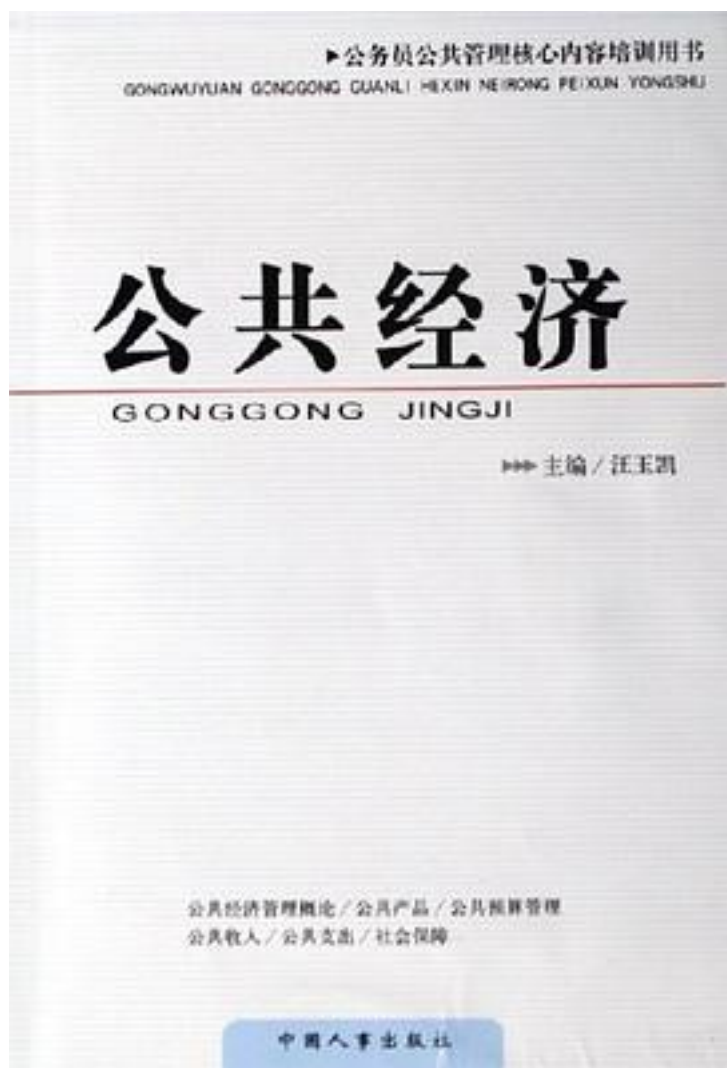 ▶公务员公共管理核心内容培训用书
GONGWUYUAN GONGGONG GUANLI HEXIN NEIRONG PEIXUN YONGSHU
公共经济
GONGGONG JINGJI
主编/汪玉凯
公共经济管理概论/公共产品/公共预算管理
公共收入/公共支出/社会保障
中国人事出版社